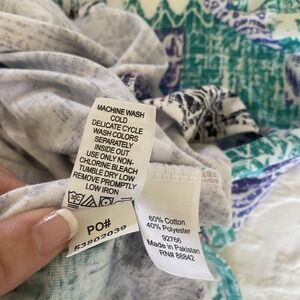 MACHINE WASH
COLD
DELICATE CYCLE
WASH COLORS
SEPARATELY
INSIDE OUT
USE ONLY NON-
CHLORINE BLEACH
TUMBLE DRY LOW
REMOVE PROMPTLY
LOW IRON
PO#
53802039
60% Cotton
40% Polyester
92766
Made in Pakistan
RN# 88842